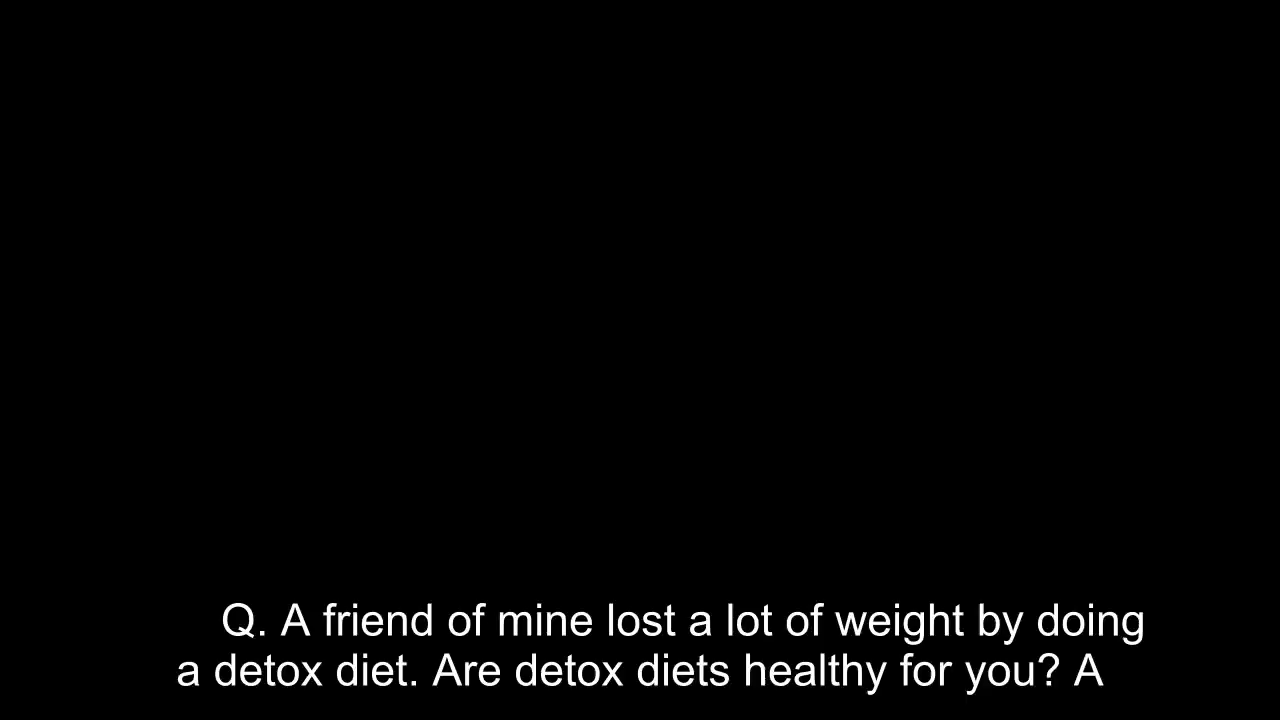 Q. A friend of mine lost a lot of weight by doing
a detox diet. Are detox diets healthy for you? A